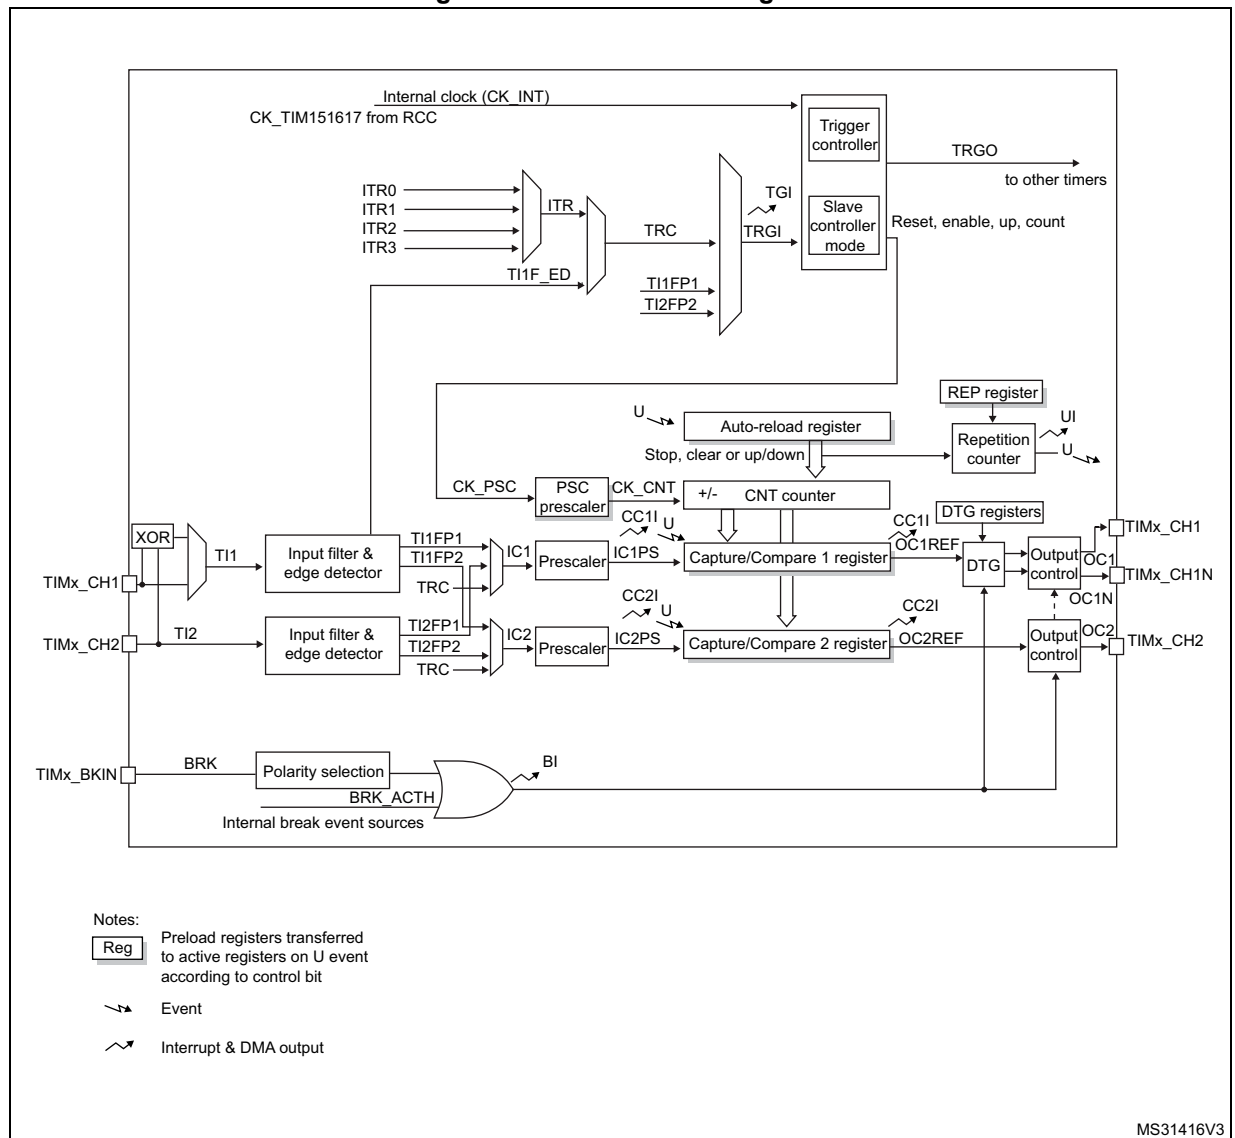 Internal clock (CK_INT)
CK_TIM151617 from RCC
Trigger
controller
TRGO
to other timers
ITR0
ITR1
ITR2
ITR3
ITR
TRC
TGI
TRGI
Slave
controller
mode
Reset, enable, up, count
TI1F_ED
TI1FP1
TI2FP2
REP register
U
Auto-reload register
UI
Repetition
counter
U
Stop, clear or up/down
CK_PSC
PSC
prescaler
CK_CNT
+/-
CNT counter
DTG registers
XOR
TI1
Input filter &
edge detector
TI1FP1
TI1FP2
TRC
IC1
Prescaler
CC1I
U
IC1PS
Capture/Compare 1 register
CC1I
OC1REF
DTG
Output
control
OC1
OC1N
TIMx_CH1
TIMx_CH1N
TIMx_CH1
TIMx_CH2
TI2
Input filter &
edge detector
TI2FP1
TI2FP2
TRC
IC2
Prescaler
CC2I
U
IC2PS
Capture/Compare 2 register
CC2I
OC2REF
Output
control
OC2
TIMx_CH2
TIMx_BKIN
BRK
Polarity selection
BRK_ACTH
Internal break event sources
BI
Notes:
Reg
Preload registers transferred
to active registers on U event
according to control bit
Event
Interrupt & DMA output
MS31416V3